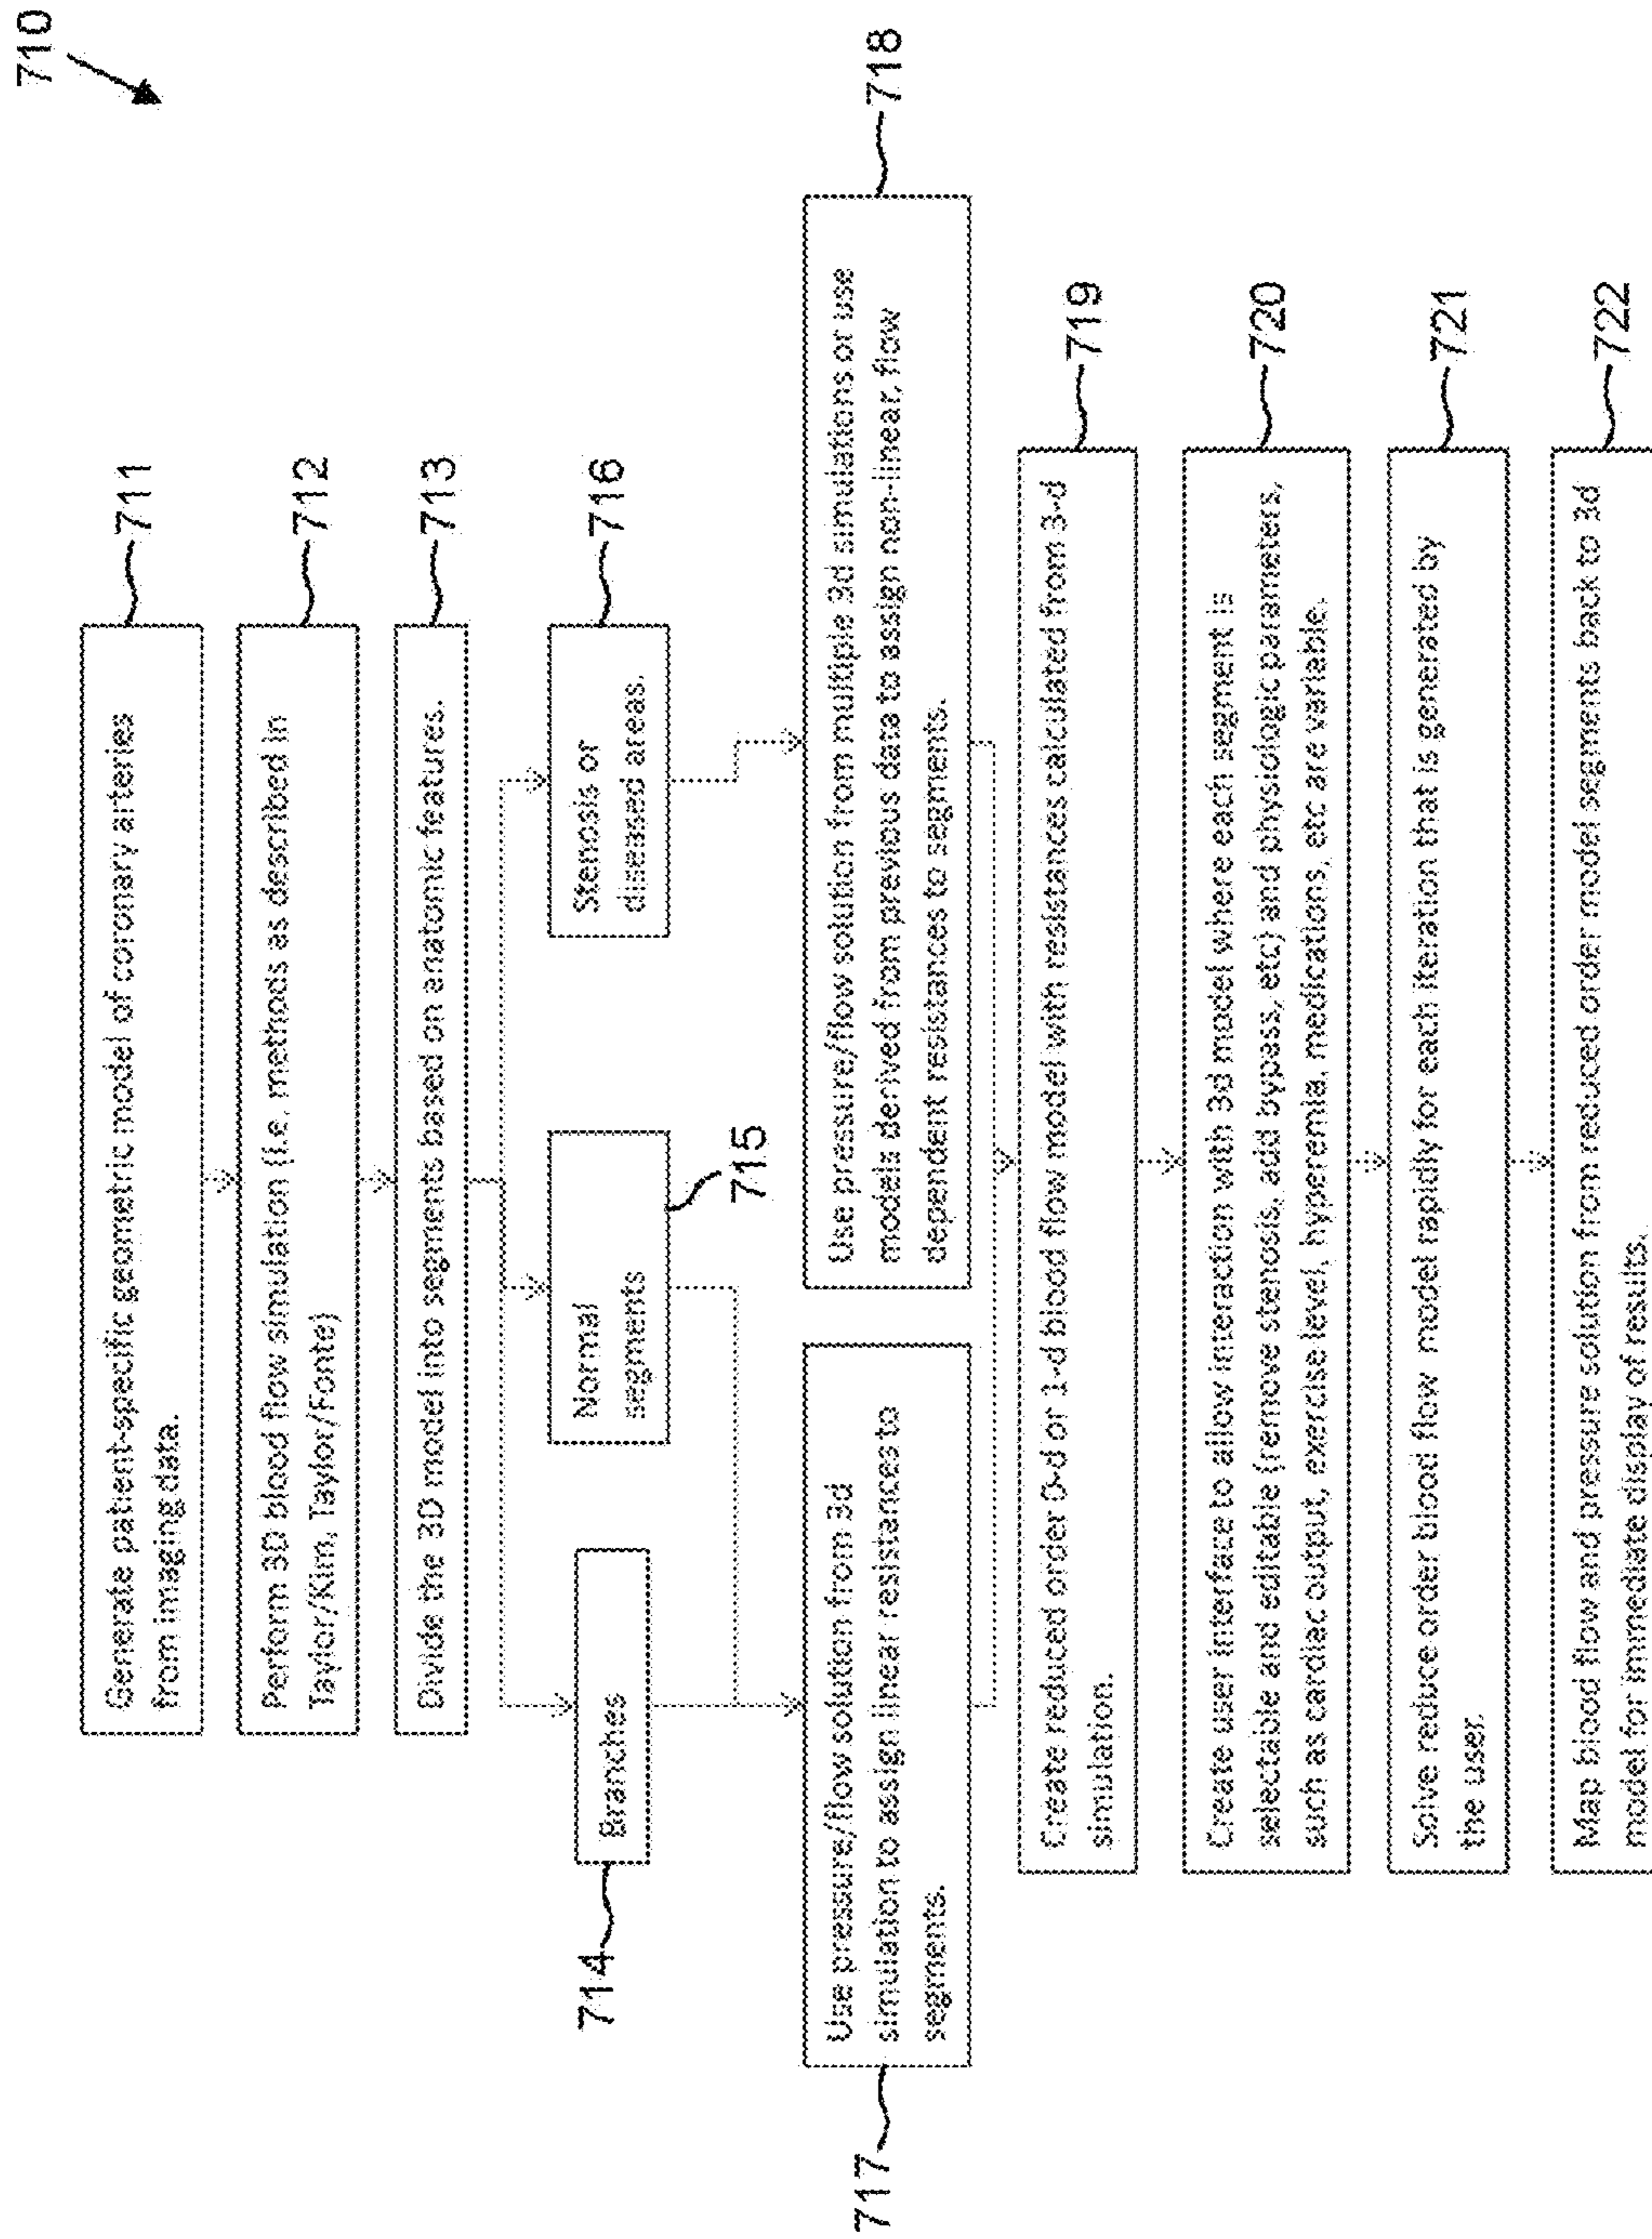 710
Generate patient-specific geometric model of coronary arteries
from imaging data.
711
Perform 3D blood flow simulation (i.e. methods as described in
Taylor/Kim, Taylor/Fonte)
712
Divide the 3D model into segments based on anatomic features.
713
714
Branches
Normal
segments
715
Stenosis or
diseased areas.
716
717
Use pressure/flow solution from 3d
simulation to assign linear resistances to
segments.
Use pressure/flow solution from multiple 3d simulations or use
models derived from previous data to assign non-linear, flow
dependent resistances to segments.
718
Create reduced order 0-d or 1-d blood flow model with resistances calculated from 3-d
simulation.
719
Create user interface to allow interaction with 3d model where each segment is
selectable and editable (remove stenosis, add bypass, etc) and physiologic parameters,
such as cardiac output, exercise level, hyperemia, medications, etc are variable.
720
Solve reduce order blood flow model rapidly for each iteration that is generated by
the user.
721
Map blood flow and pressure solution from reduced order model segments back to 3d
model for immediate display of results.
722